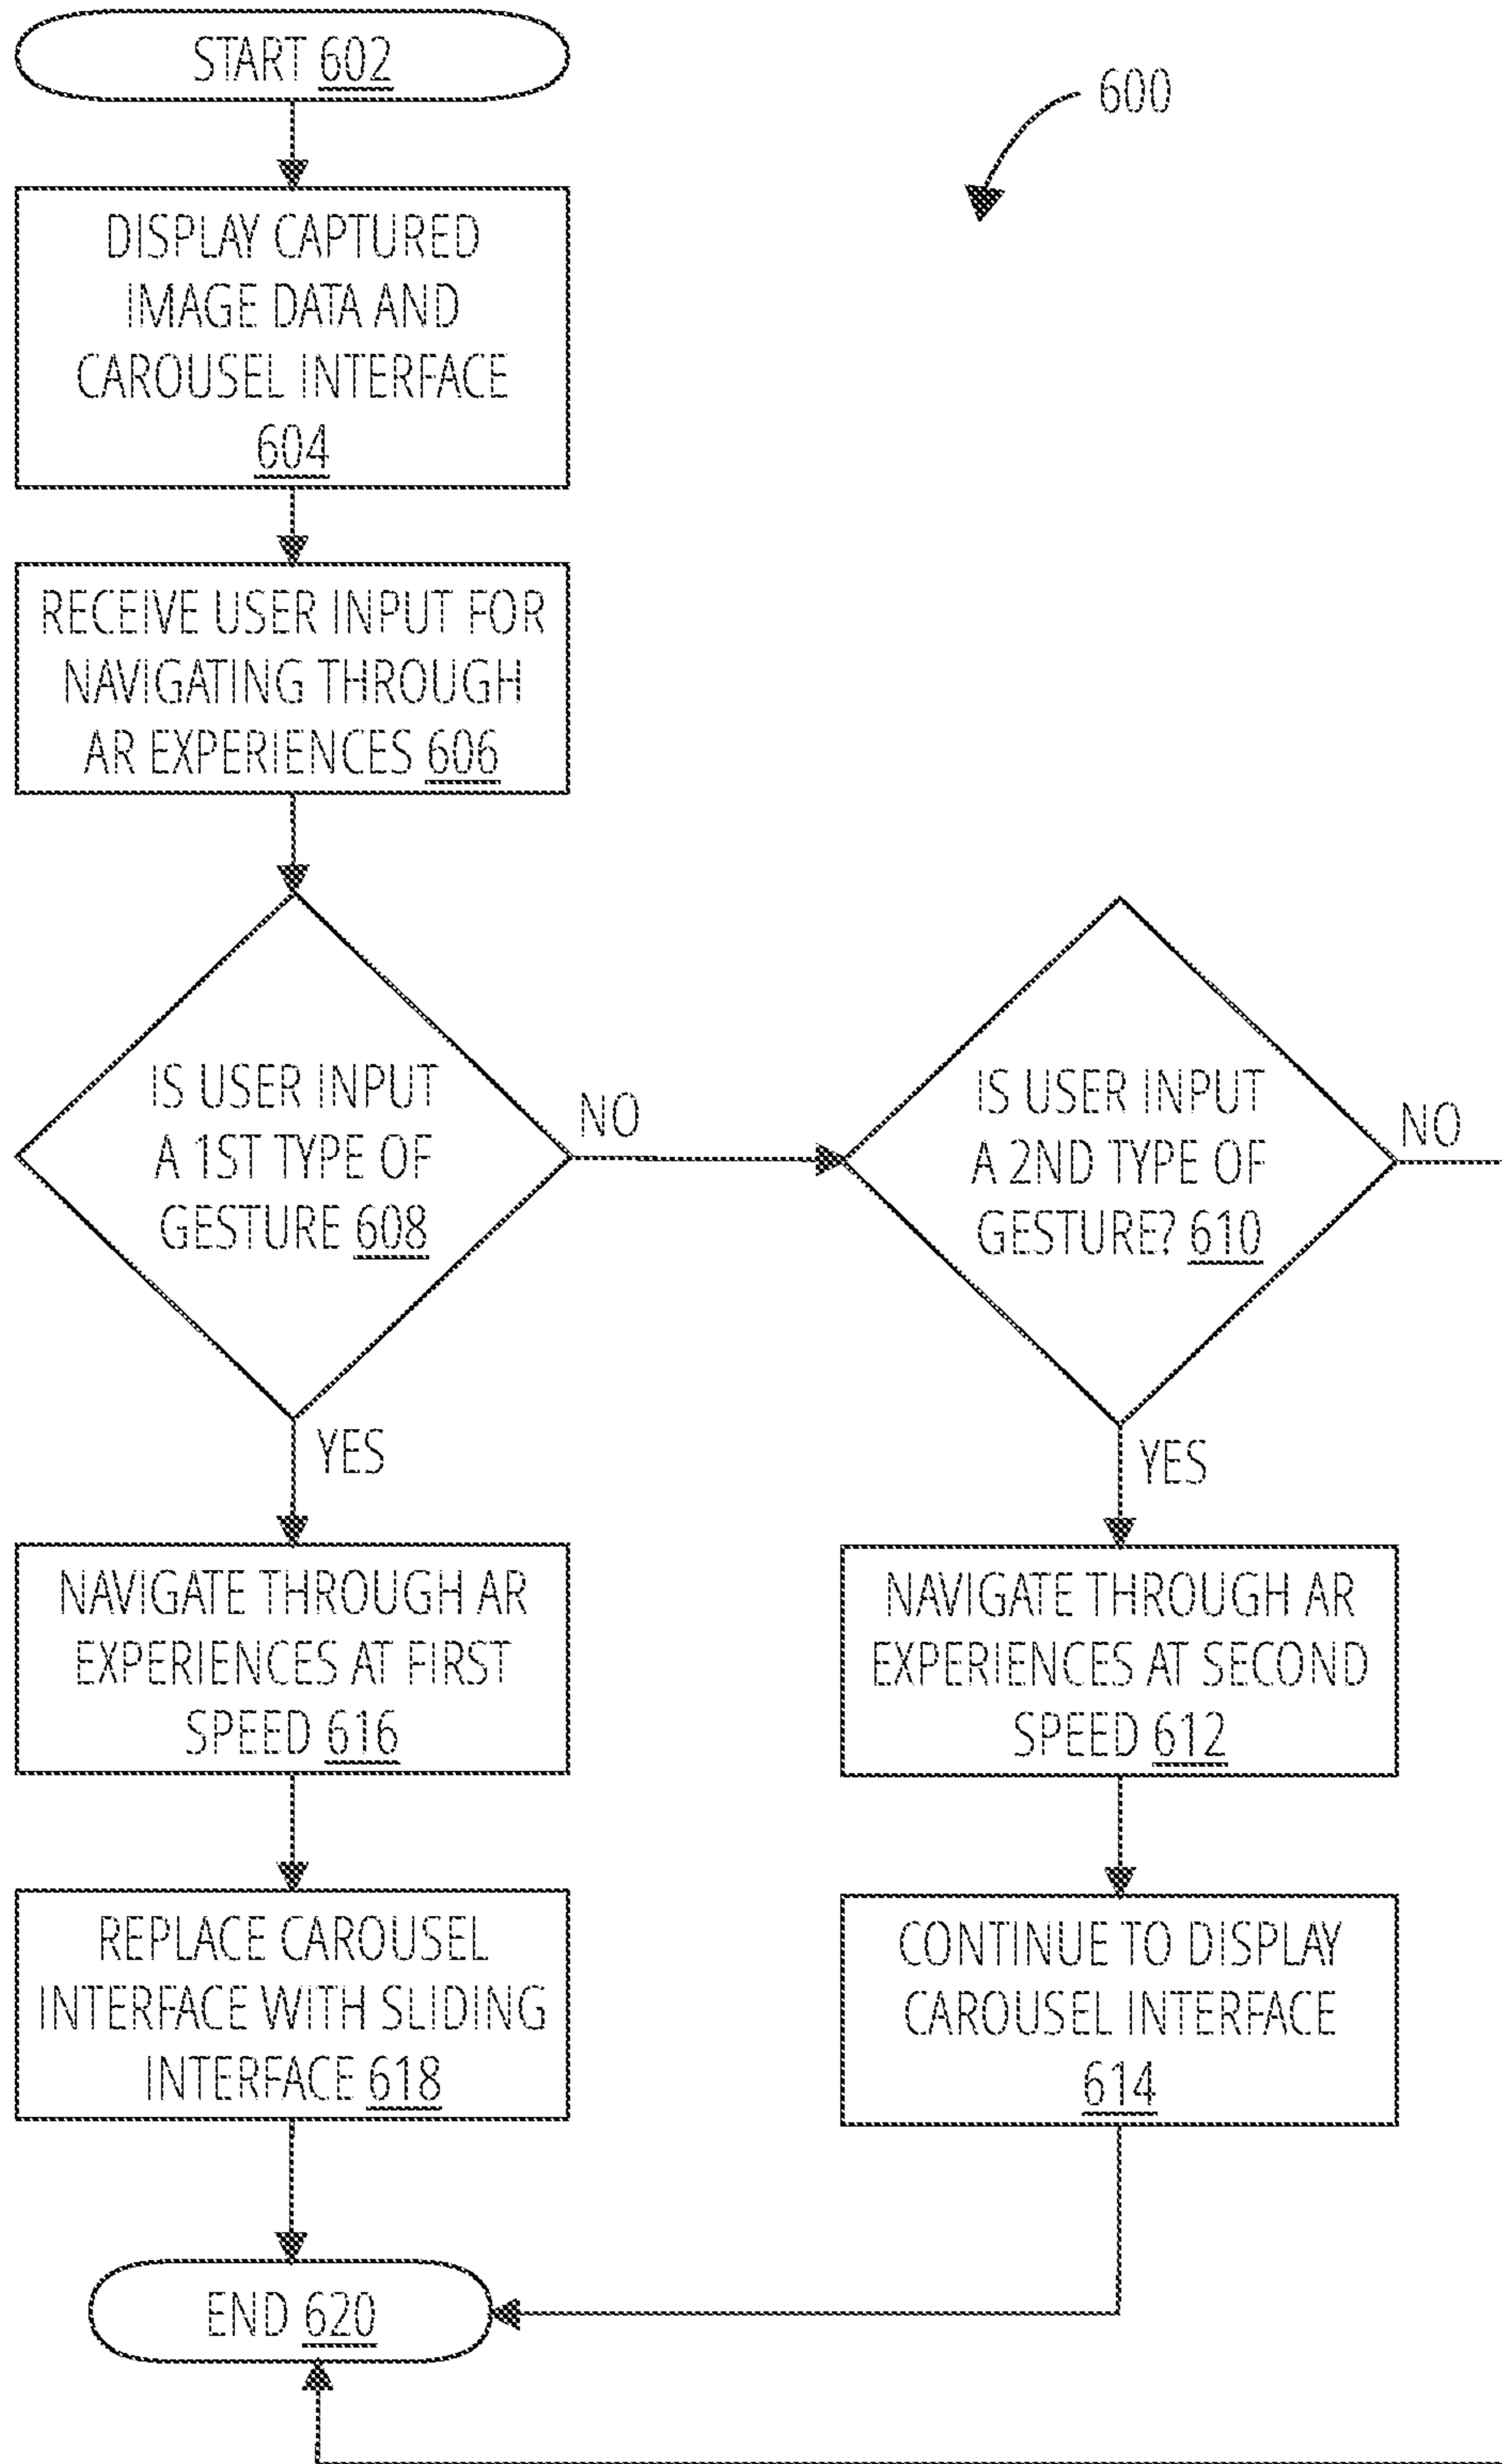 START 602
600
DISPLAY CAPTURED
IMAGE DATA AND
CAROUSEL INTERFACE
604
RECEIVE USER INPUT FOR
NAVIGATING THROUGH
AR EXPERIENCES 606
IS USER INPUT
A 1ST TYPE OF
GESTURE 608
NO
IS USER INPUT
A 2ND TYPE OF
GESTURE? 610
NO
YES
YES
NAVIGATE THROUGH AR
EXPERIENCES AT FIRST
SPEED 616
NAVIGATE THROUGH AR
EXPERIENCES AT SECOND
SPEED 612
REPLACE CAROUSEL
INTERFACE WITH SLIDING
INTERFACE 618
CONTINUE TO DISPLAY
CAROUSEL INTERFACE
614
END 620